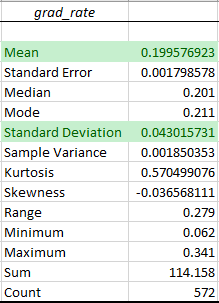 grad_rate
Mean 0.199576923
Standard Error 0.001798578
Median 0.201
Mode 0.211
Standard Deviation 0.043015731
Sample Variance 0.001850353
Kurtosis 0.570499076
Skewness -0.036568111
Range 0.279
Minimum 0.062
Maximum 0.341
Sum 114.158
Count 572